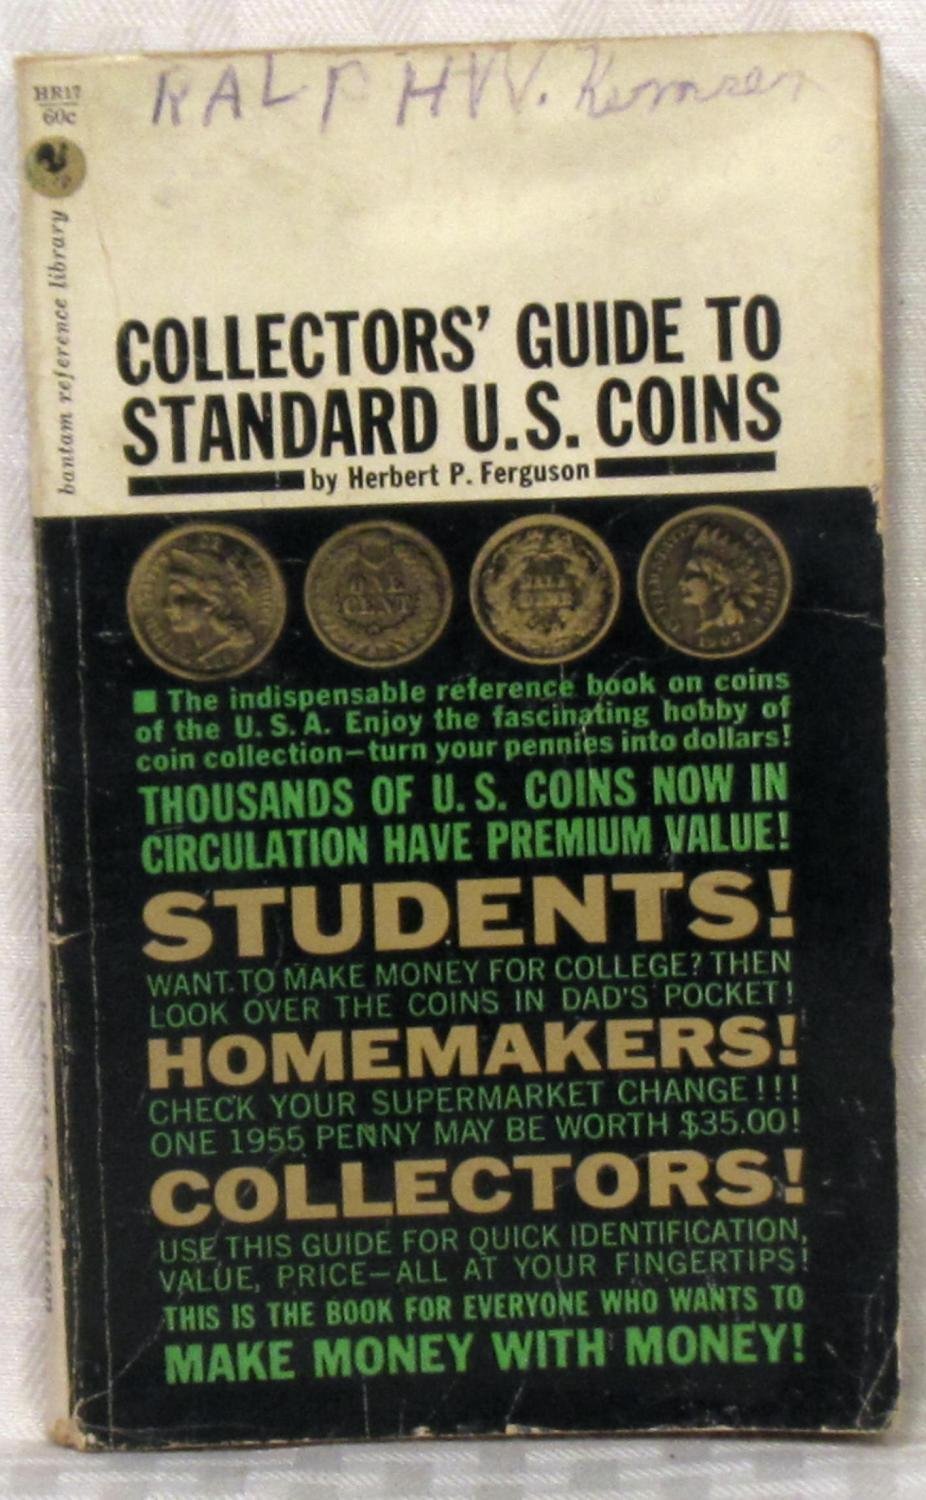 RALPH W.
HR17
60c
bantam reference library
COLLECTORS' GUIDE TO
STANDARD U.S. COINS
by Herbert P. Ferguson
ONE
CENT
HALF
DIME
1907
■ The indispensable reference book on coins
of the U.S.A. Enjoy the fascinating hobby of
coin collection—turn your pennies into dollars!
THOUSANDS OF U.S. COINS NOW IN
CIRCULATION HAVE PREMIUM VALUE!
STUDENTS!
WANT TO MAKE MONEY FOR COLLEGE? THEN
LOOK OVER THE COINS IN DAD'S POCKET!
HOMEMAKERS!
CHECK YOUR SUPERMARKET CHANGE!!!
ONE 1955 PENNY MAY BE WORTH $35.00!
COLLECTORS!
USE THIS GUIDE FOR QUICK IDENTIFICATION,
VALUE, PRICE—ALL AT YOUR FINGERTIPS!
THIS IS THE BOOK FOR EVERYONE WHO WANTS TO
MAKE MONEY WITH MONEY!